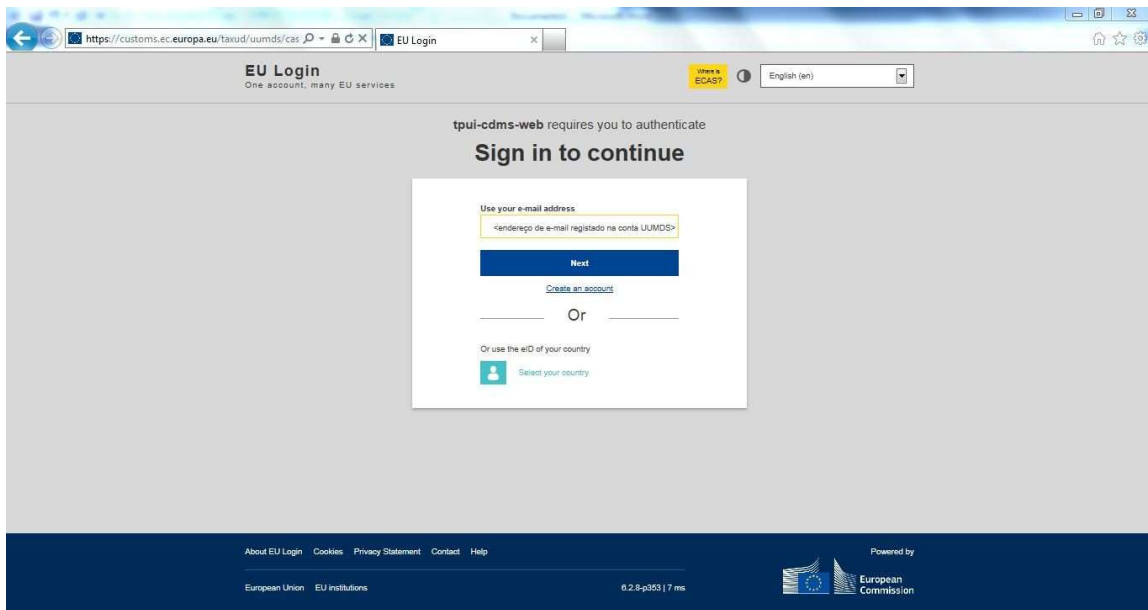 https://customs.ec.europa.eu/taxud/uumds/cas
EU Login
EU Login
One account, many EU services
Where is
ECAS?
English (en)
tpui-cdms-web requires you to authenticate
Sign in to continue
Use your e-mail address
<endereço de e-mail registado na conta UUMDS>
Next
Create an account
Or
Or use the eID of your country
Select your country
About EU Login Cookies Privacy Statement Contact Help
Powered by
European Union EU institutions
6.2.8-p353 | 7 ms
European
Commission